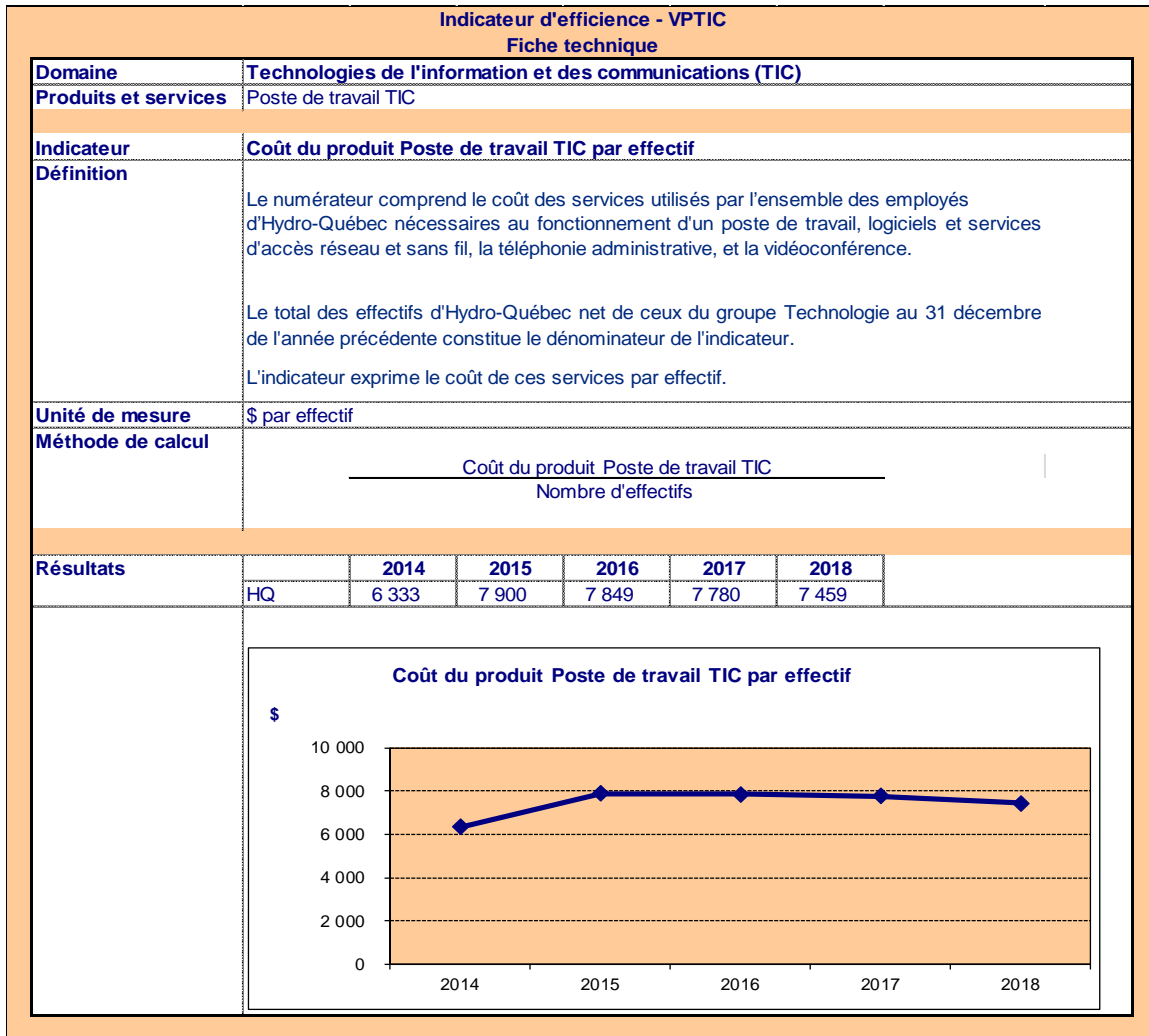 Indicateur d'efficience - VPTIC
Fiche technique
Domaine Technologies de l'information et des communications (TIC)
Produits et services Poste de travail TIC
Indicateur Coût du produit Poste de travail TIC par effectif
Définition
Le numérateur comprend le coût des services utilisés par l'ensemble des employés
d'Hydro-Québec nécessaires au fonctionnement d'un poste de travail, logiciels et services
d'accès réseau et sans fil, la téléphonie administrative, et la vidéoconférence.
Le total des effectifs d'Hydro-Québec net de ceux du groupe Technologie au 31 décembre
de l'année précédente constitue le dénominateur de l'indicateur.
L'indicateur exprime le coût de ces services par effectif.
Unité de mesure $ par effectif
Méthode de calcul
Coût du produit Poste de travail TIC
Nombre d'effectifs
Résultats 2014 2015 2016 2017 2018
HQ 6 333 7 900 7 849 7 780 7 459
Coût du produit Poste de travail TIC par effectif
$
10 000
8 000
6 000
4 000
2 000
0
2014 2015 2016 2017 2018